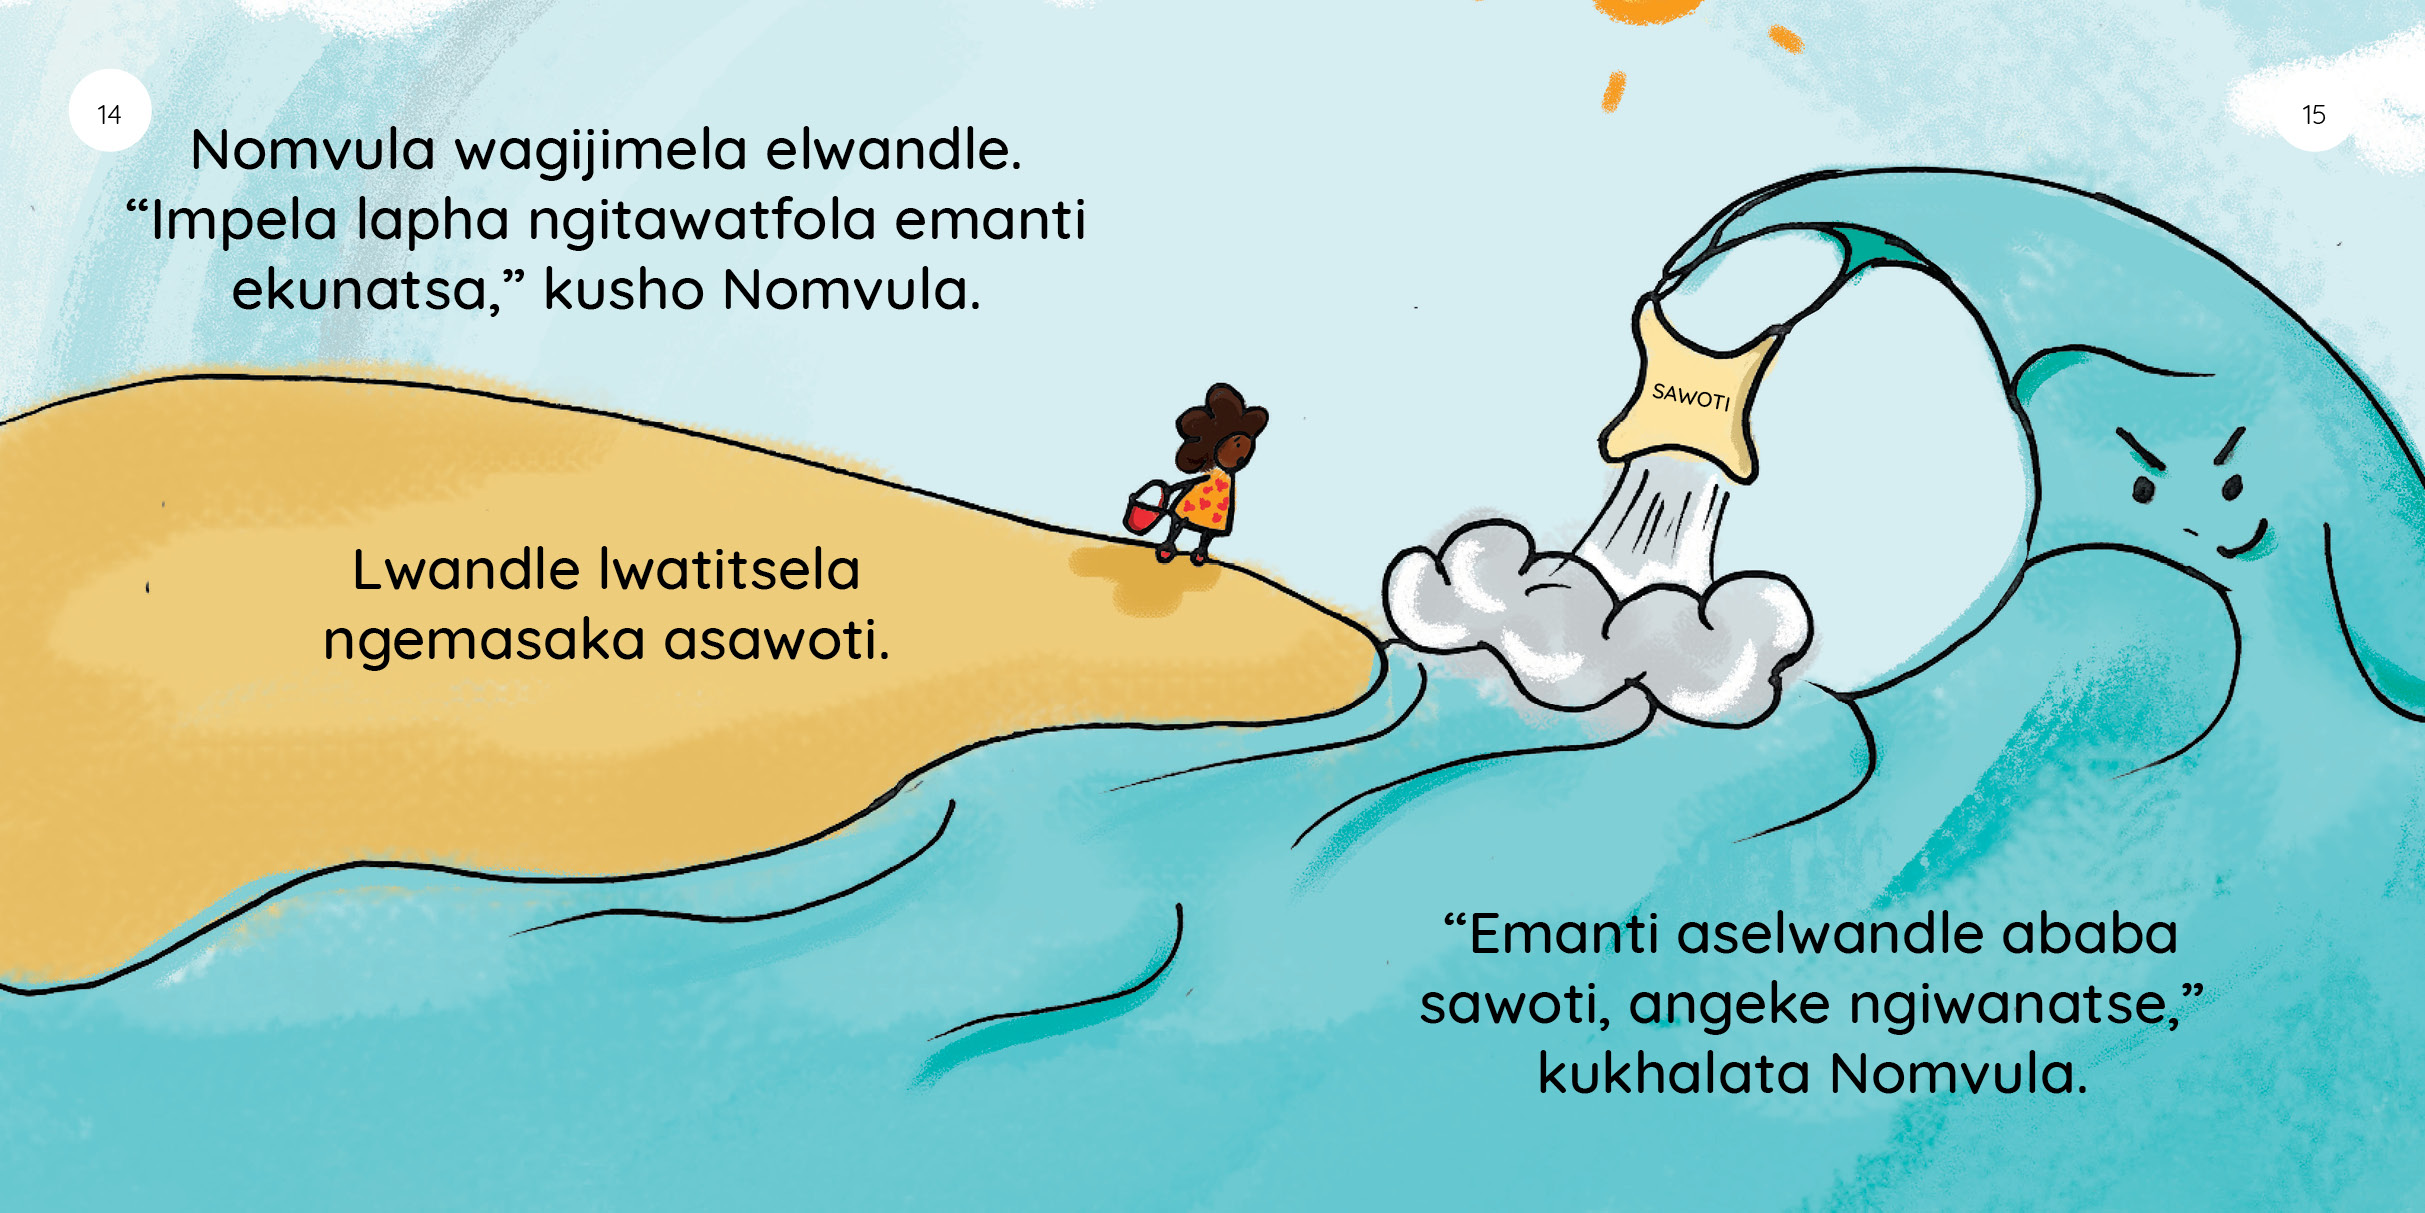 14
Nomvula wagijimela elwandle.
“Impela lapha ngitawatfola emanti
ekunatsa,” kusho Nomvula.
Lwandle lwatitsela
ngemasaka asawoti.
15
SAWOTI
“Emanti aselwandle ababa
sawoti, angeke ngiwanatse,”
kukhalata Nomvula.